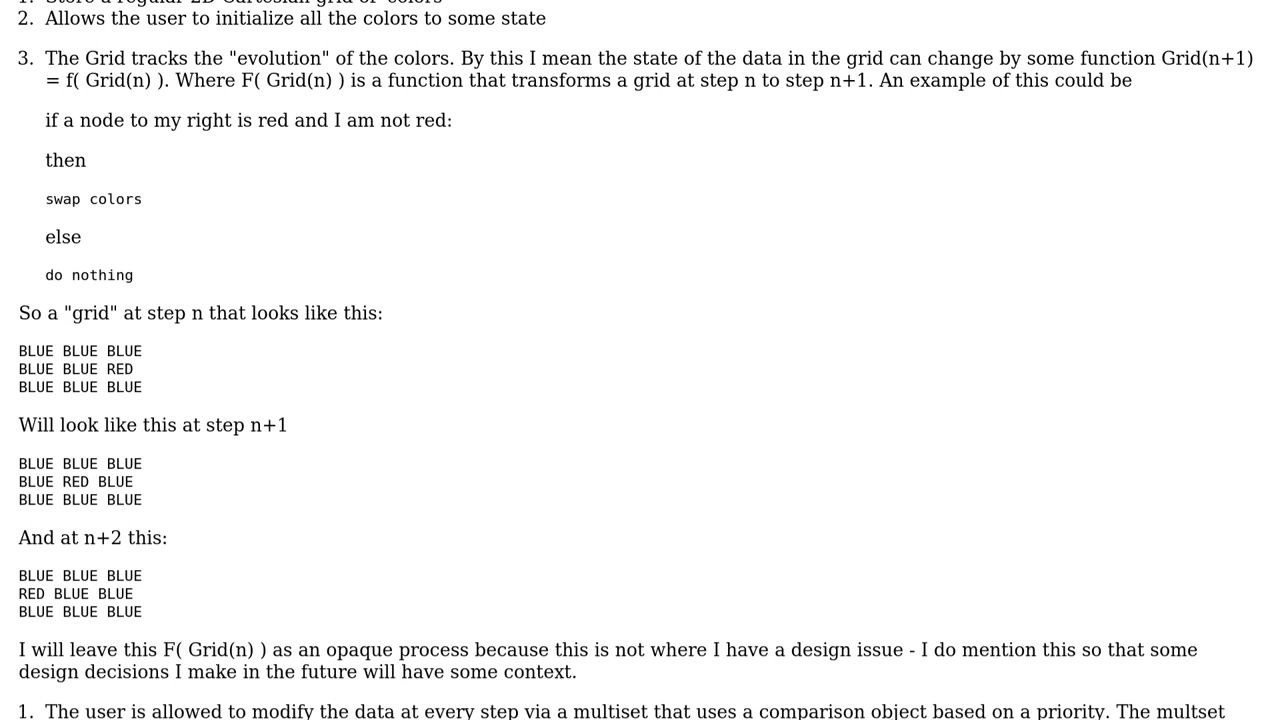 1. Store a regular 2D Cartesian grid of 'colors'
2. Allows the user to initialize all the colors to some state
3. The Grid tracks the "evolution" of the colors. By this I mean the state of the data in the grid can change by some function Grid(n+1)
= f( Grid(n) ). Where F( Grid(n) ) is a function that transforms a grid at step n to step n+1. An example of this could be
if a node to my right is red and I am not red:
then
swap colors
else
do nothing
So a "grid" at step n that looks like this:
BLUE BLUE BLUE
BLUE BLUE RED
BLUE BLUE BLUE
Will look like this at step n+1
BLUE BLUE BLUE
BLUE RED BLUE
BLUE BLUE BLUE
And at n+2 this:
BLUE BLUE BLUE
RED BLUE BLUE
BLUE BLUE BLUE
I will leave this F( Grid(n) ) as an opaque process because this is not where I have a design issue - I do mention this so that some
design decisions I make in the future will have some context.
1. The user is allowed to modify the data at every step via a multiset that uses a comparison object based on a priority. The multset